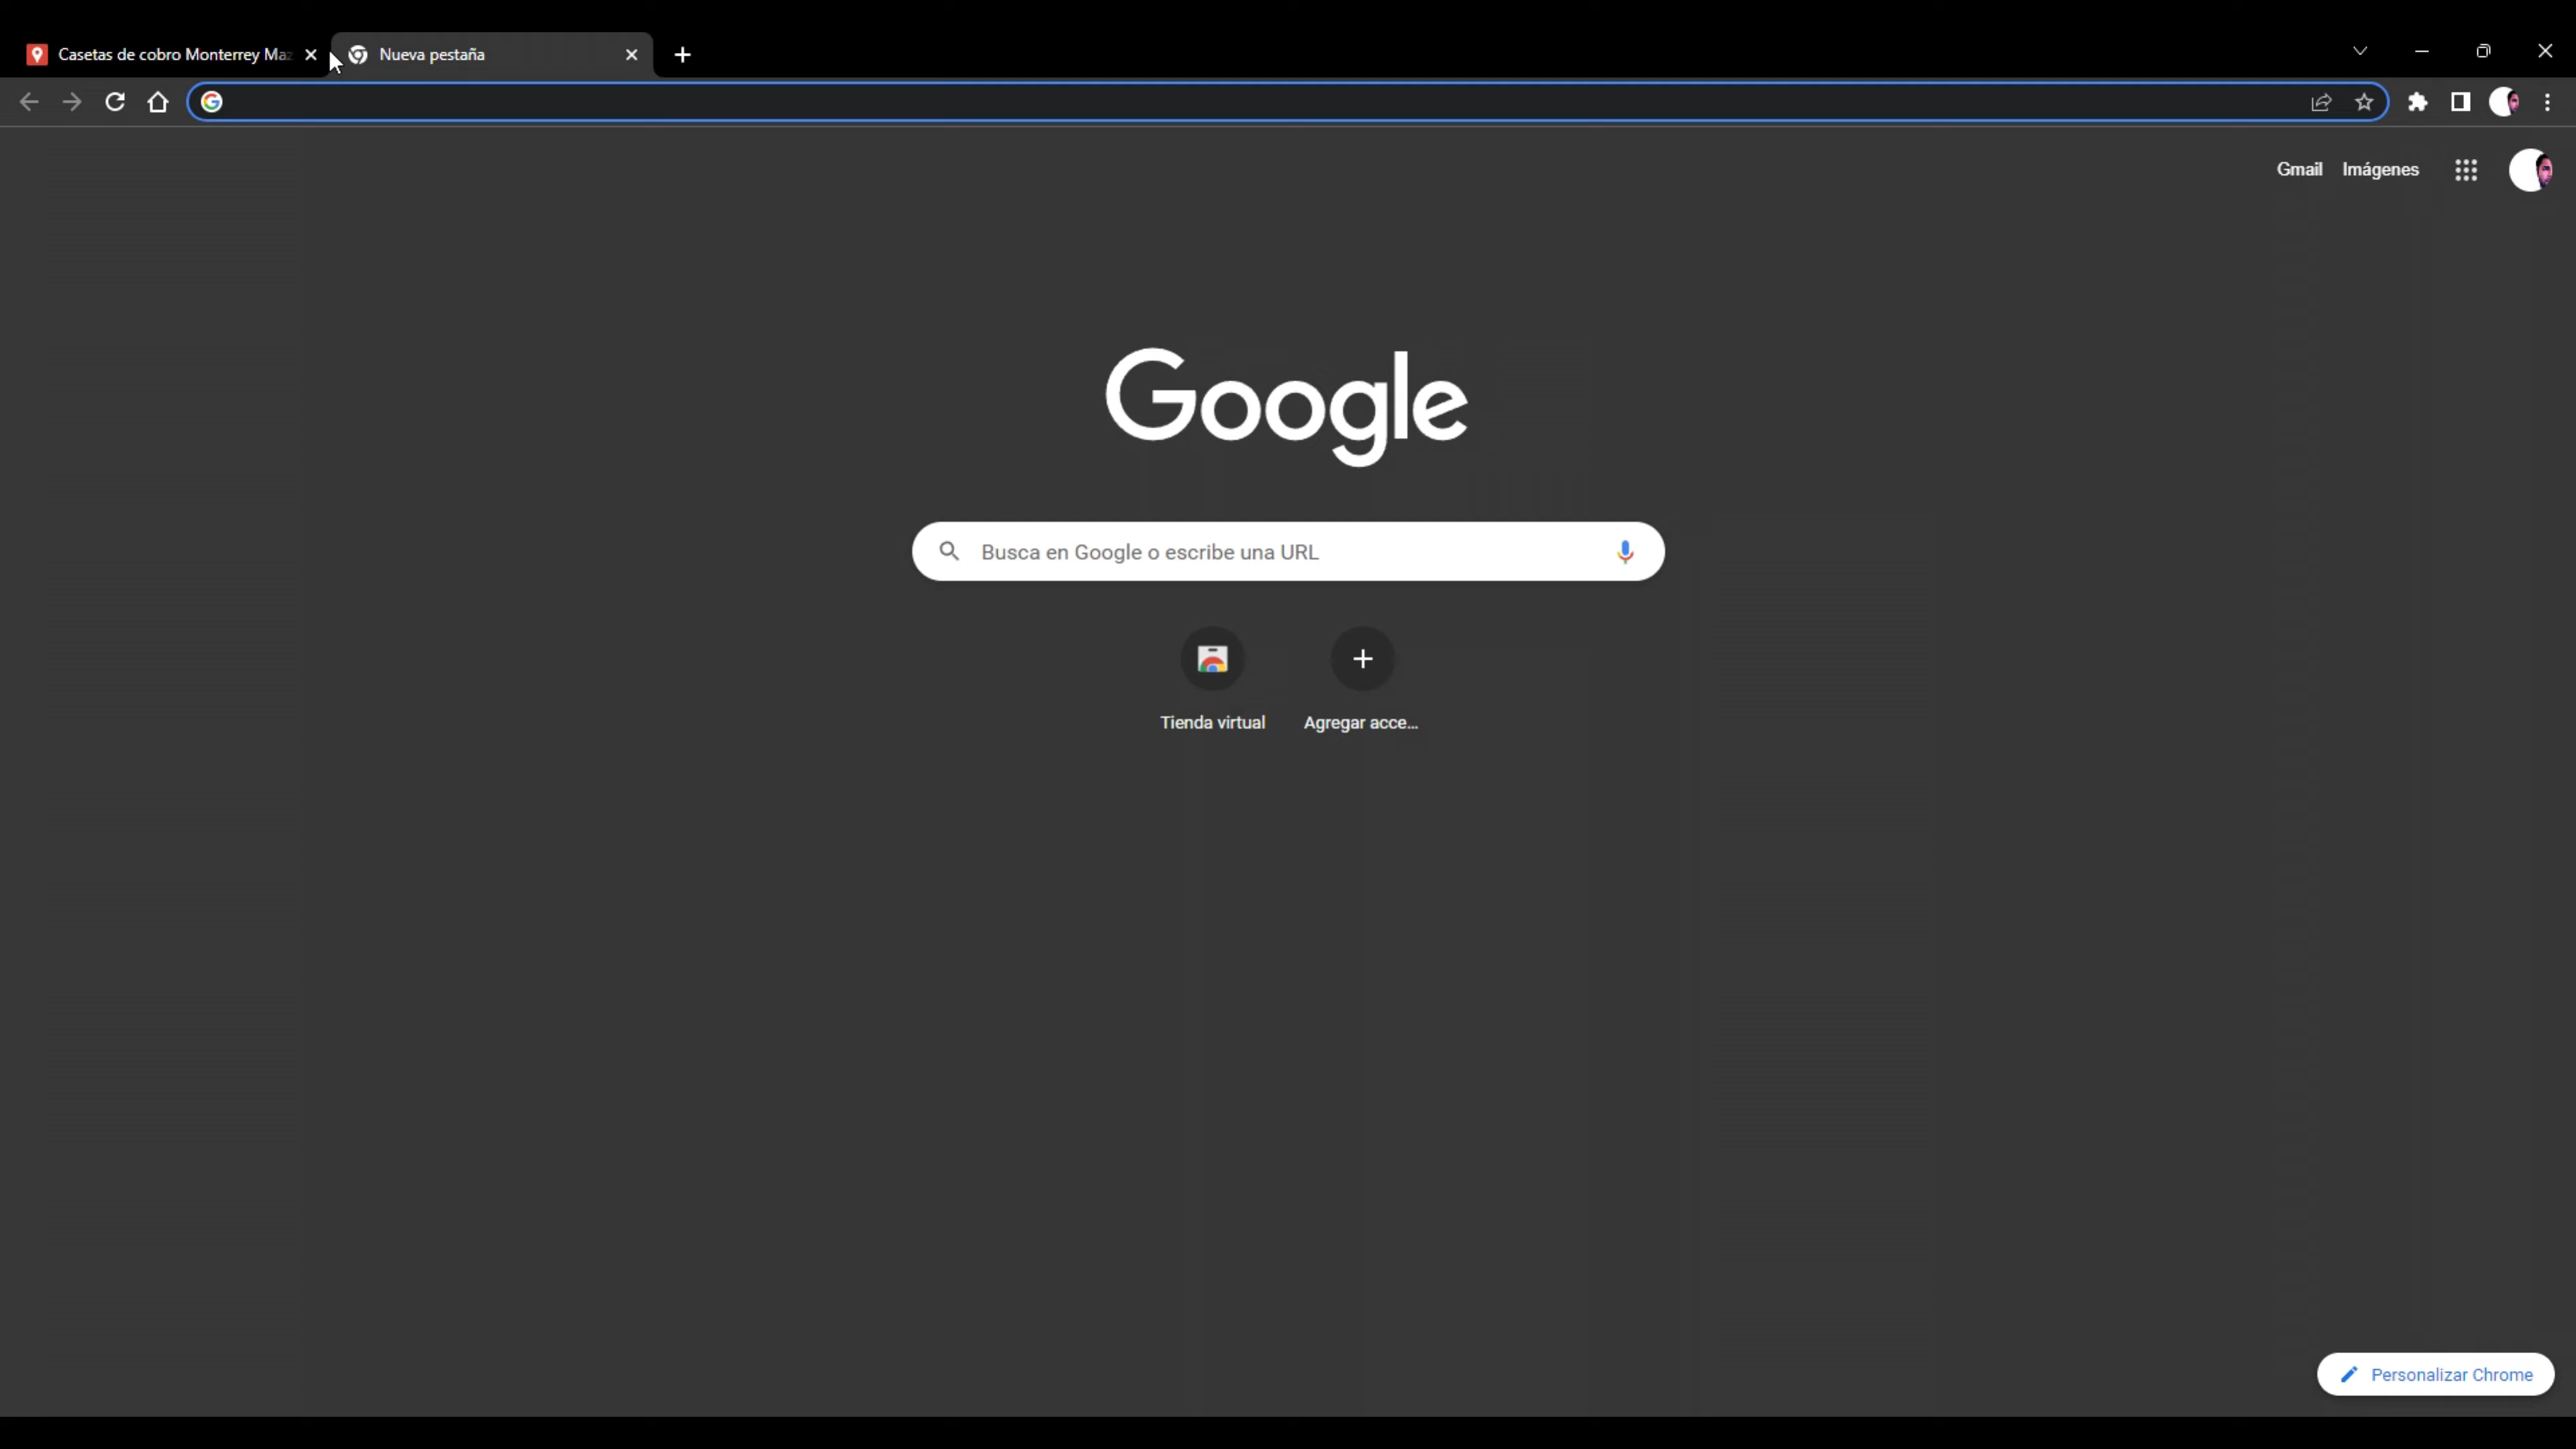 Casetas de cobro Monterrey Maz
Nueva pestaña
Gmail Imágenes
Google
Busca en Google o escribe una URL
Tienda virtual
Agregar acce...
Personalizar Chrome